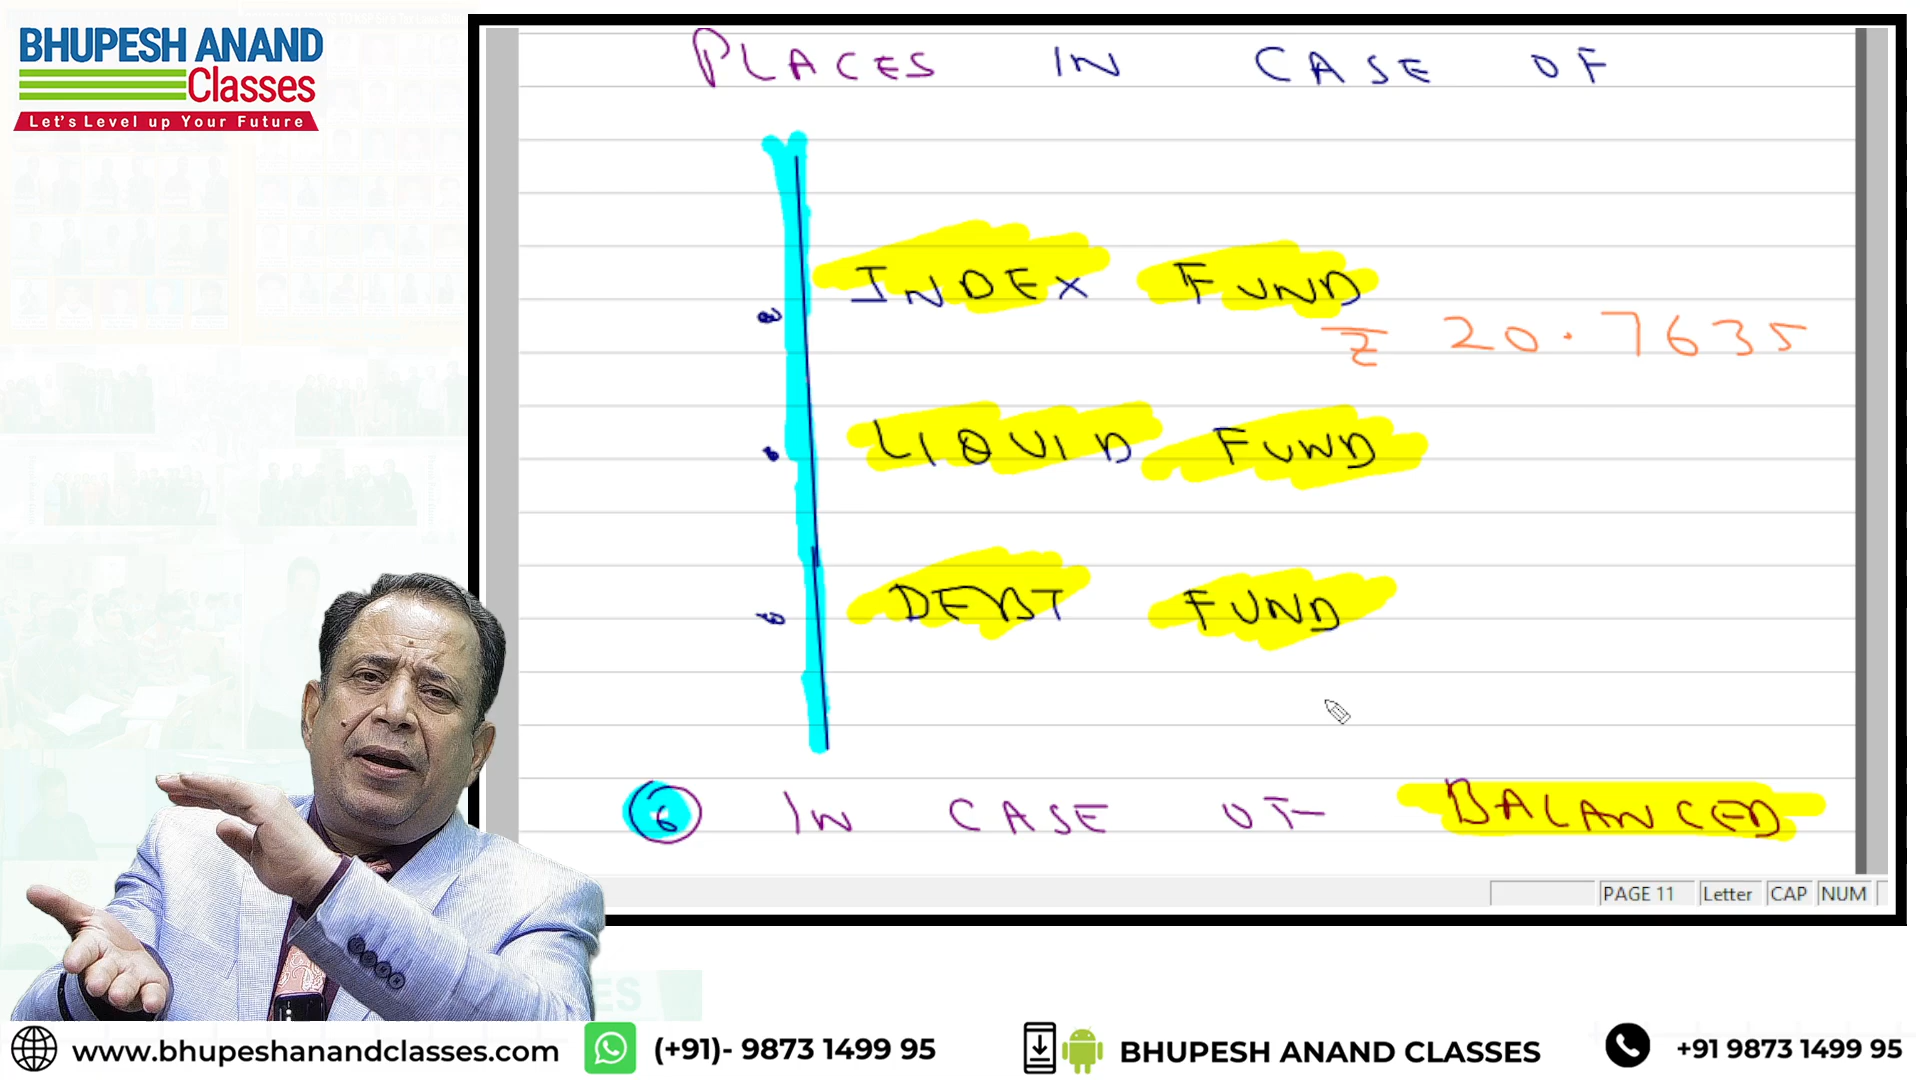 BHUPESH ANAND
Classes
Let's Level up Your Future
PLACES IN CASE OF
INDEX FUND
₹ 20.7635
LIQUID FUND
DEBT FUND
6 IN CASE OF BALANCED
PAGE 11 Letter CAP NUM
www.bhupeshanandclasses.com
(+91)- 9873 1499 95
BHUPESH ANAND CLASSES
+91 9873 1499 95